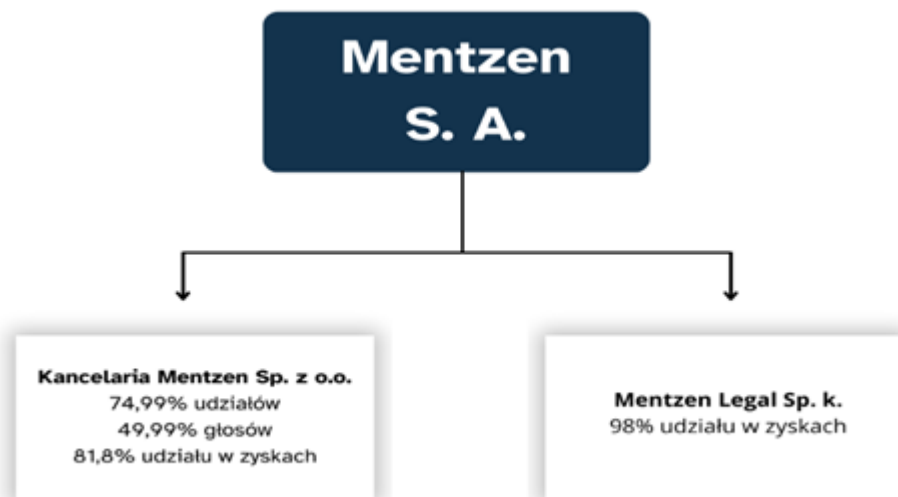 Mentzen
S. A.
Kancelaria Mentzen Sp. z o.o.
74,99% udziałów
49,99% głosów
81,8% udziału w zyskach
Mentzen Legal Sp. k.
98% udziału w zyskach